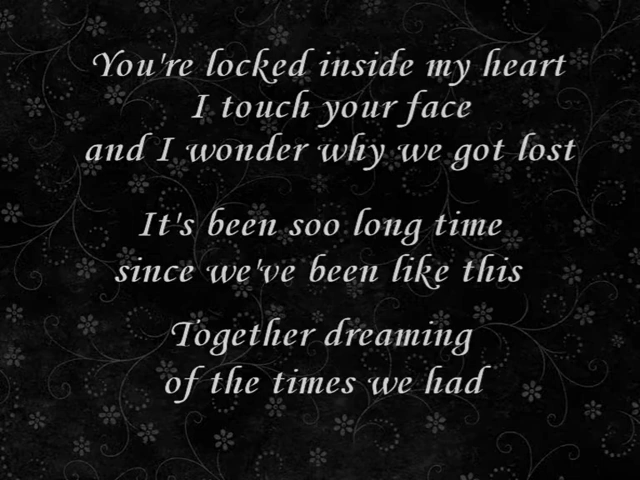 You're locked inside my heart
I touch your face
and I wonder why we got lost
It's been soo long time
since we've been like this
Together dreaming
of the times we had